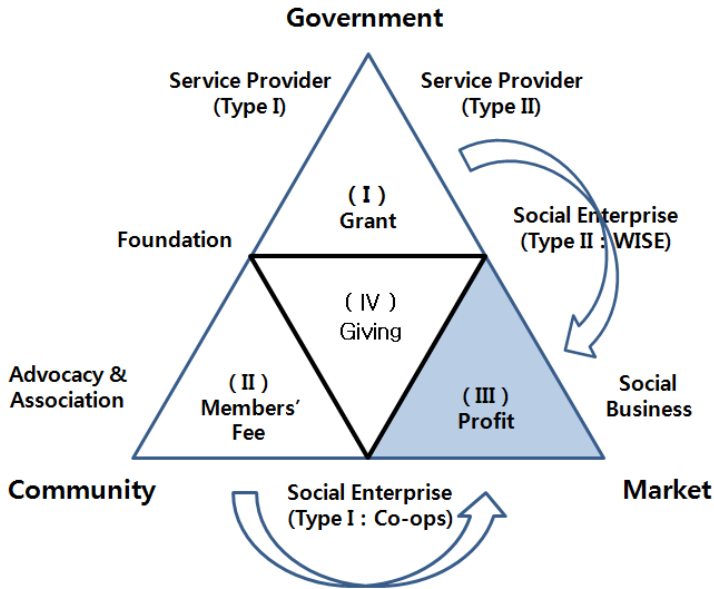 Government
Service Provider
(Type I)
Service Provider
(Type II)
( I )
Grant
Social Enterprise
(Type II : WISE)
Foundation
( IV )
Giving
Advocacy &
Association
( II )
Members’
Fee
( III )
Profit
Social
Business
Community
Social Enterprise
(Type I : Co-ops)
Market